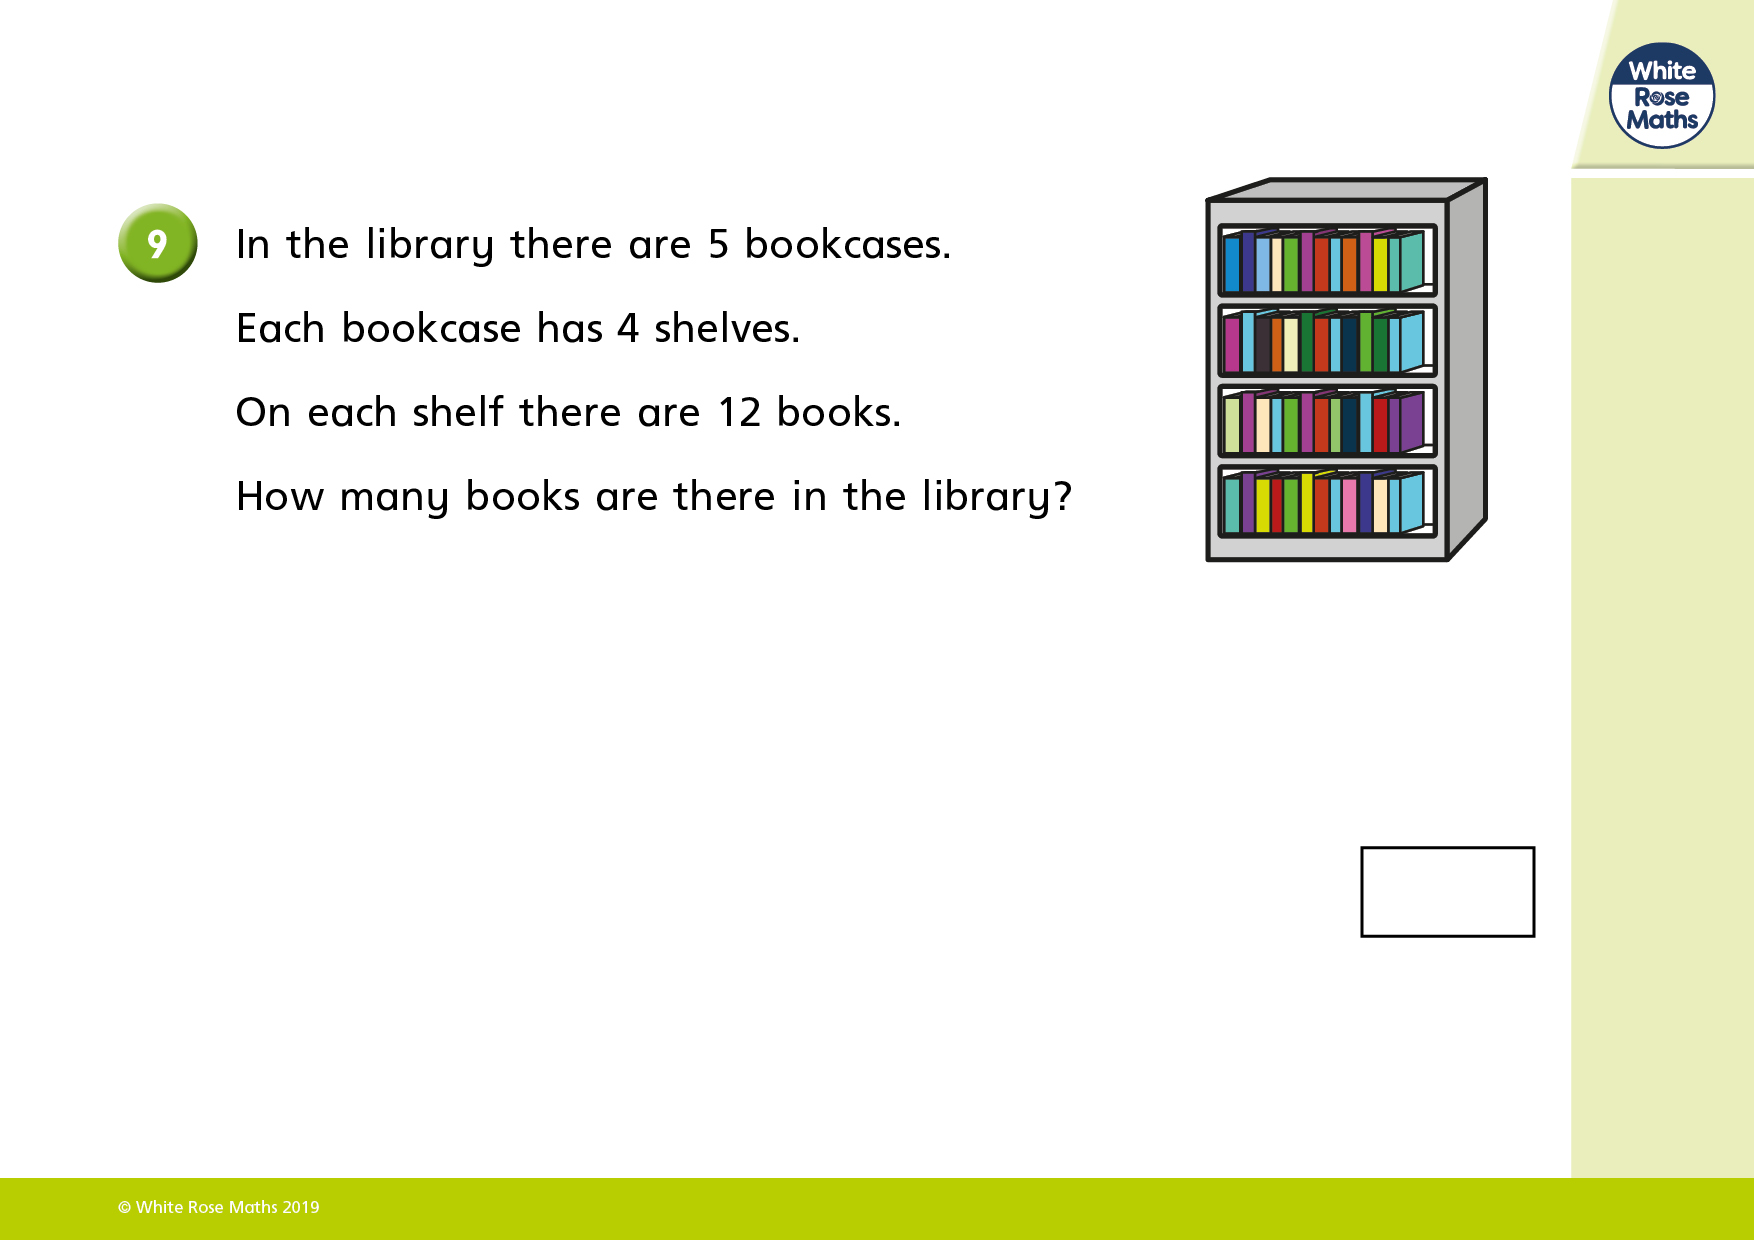 White
Rose
Maths
9 In the library there are 5 bookcases.
Each bookcase has 4 shelves.
On each shelf there are 12 books.
How many books are there in the library?
© White Rose Maths 2019